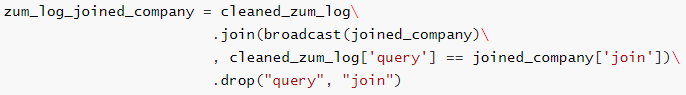 zum_log_joined_company = cleaned_zum_log\
.join(broadcast(joined_company)\
, cleaned_zum_log['query'] == joined_company['join'])\
.drop("query", "join")